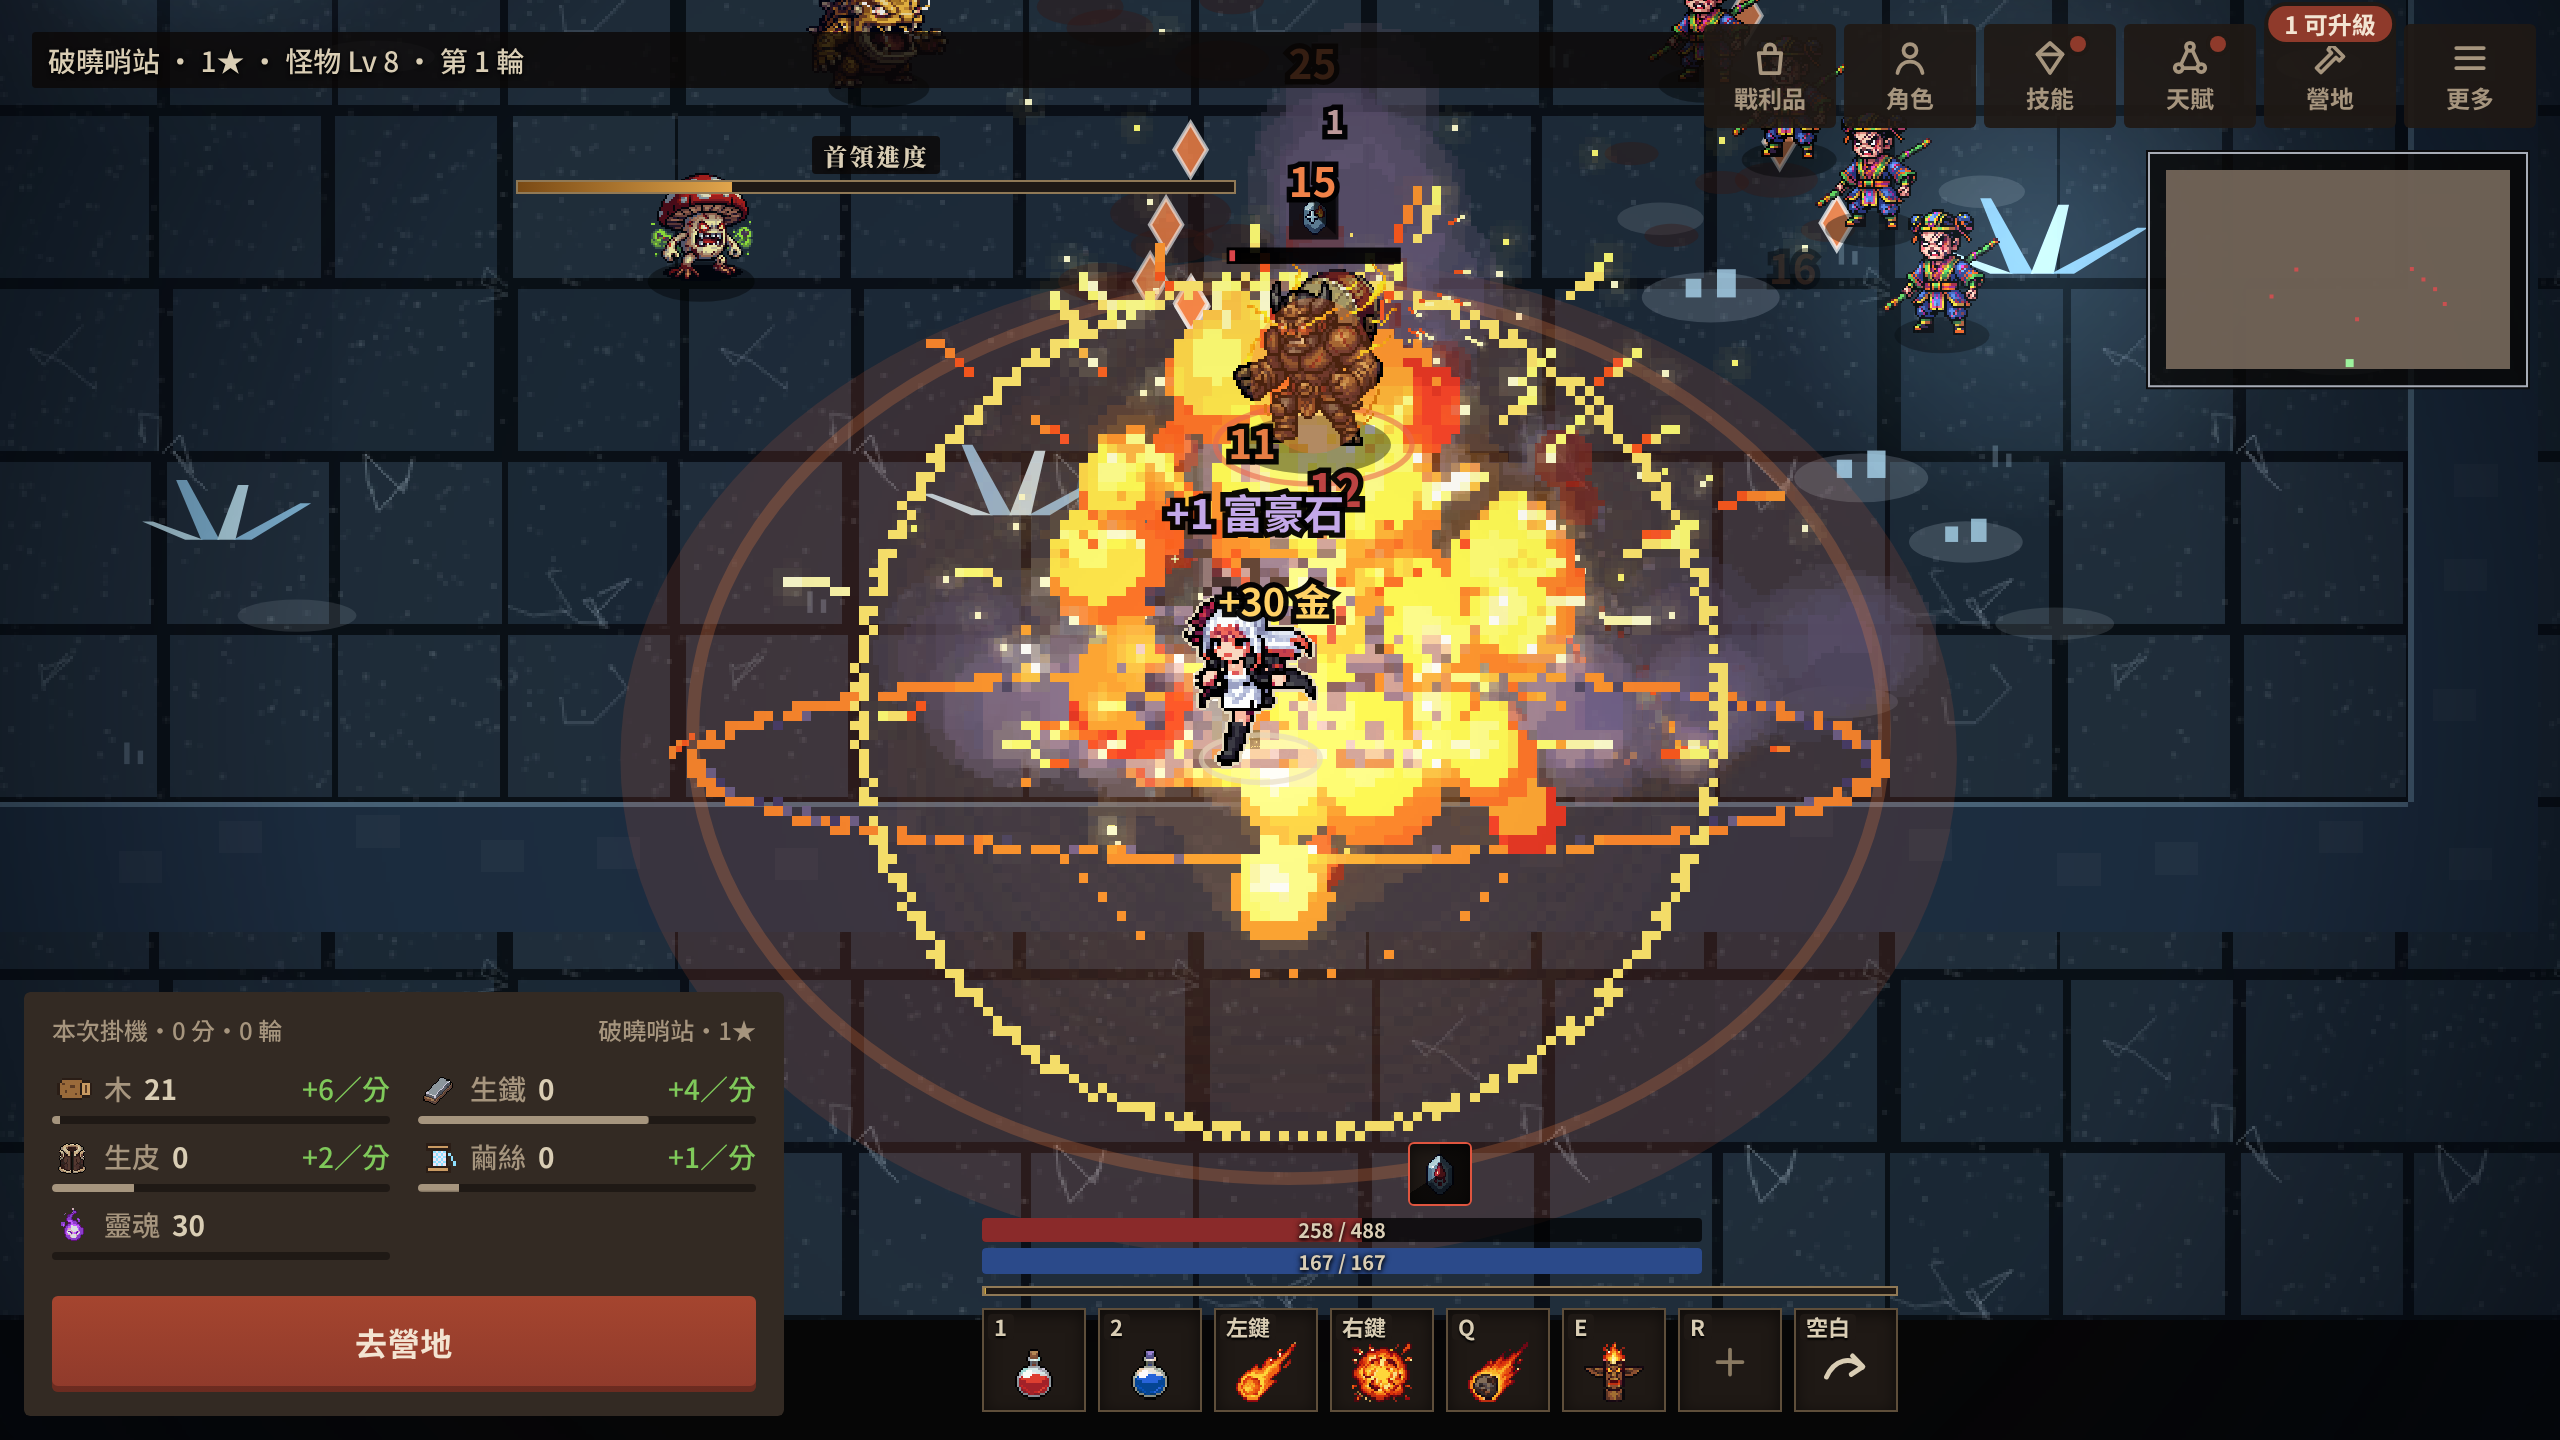 破曉哨站 • 1★ • 怪物 Lv 8 • 第 1 輪
戰利品
角色
技能
天賦
1 可升級
營地
更多
首領進度
25
1
15
16
11
12
+1 富豪石
+30 金
本次掛機・0 分・0 輪
破曉哨站・1★
木 21 +6／分
生鐵 0 +4／分
生皮 0 +2／分
繭絲 0 +1／分
靈魂 30
去營地
258 / 488
167 / 167
1
2
左鍵
右鍵
Q
E
R
空白